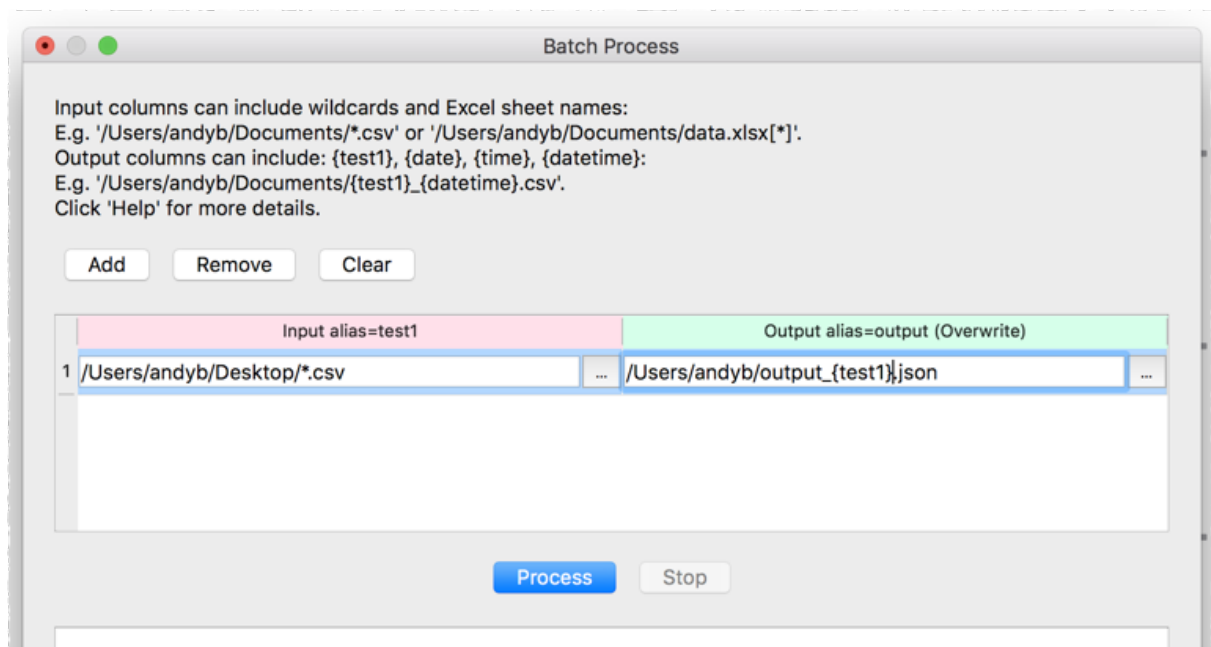 Batch Process
Input columns can include wildcards and Excel sheet names:
E.g. '/Users/andyb/Documents/*.csv' or '/Users/andyb/Documents/data.xlsx[*]'.
Output columns can include: {test1}, {date}, {time}, {datetime}:
E.g. '/Users/andyb/Documents/{test1}_{datetime}.csv'.
Click 'Help' for more details.
Add Remove Clear
Input alias=test1 Output alias=output (Overwrite)
1 /Users/andyb/Desktop/*.csv ... /Users/andyb/output_{test1}.json ...
Process Stop